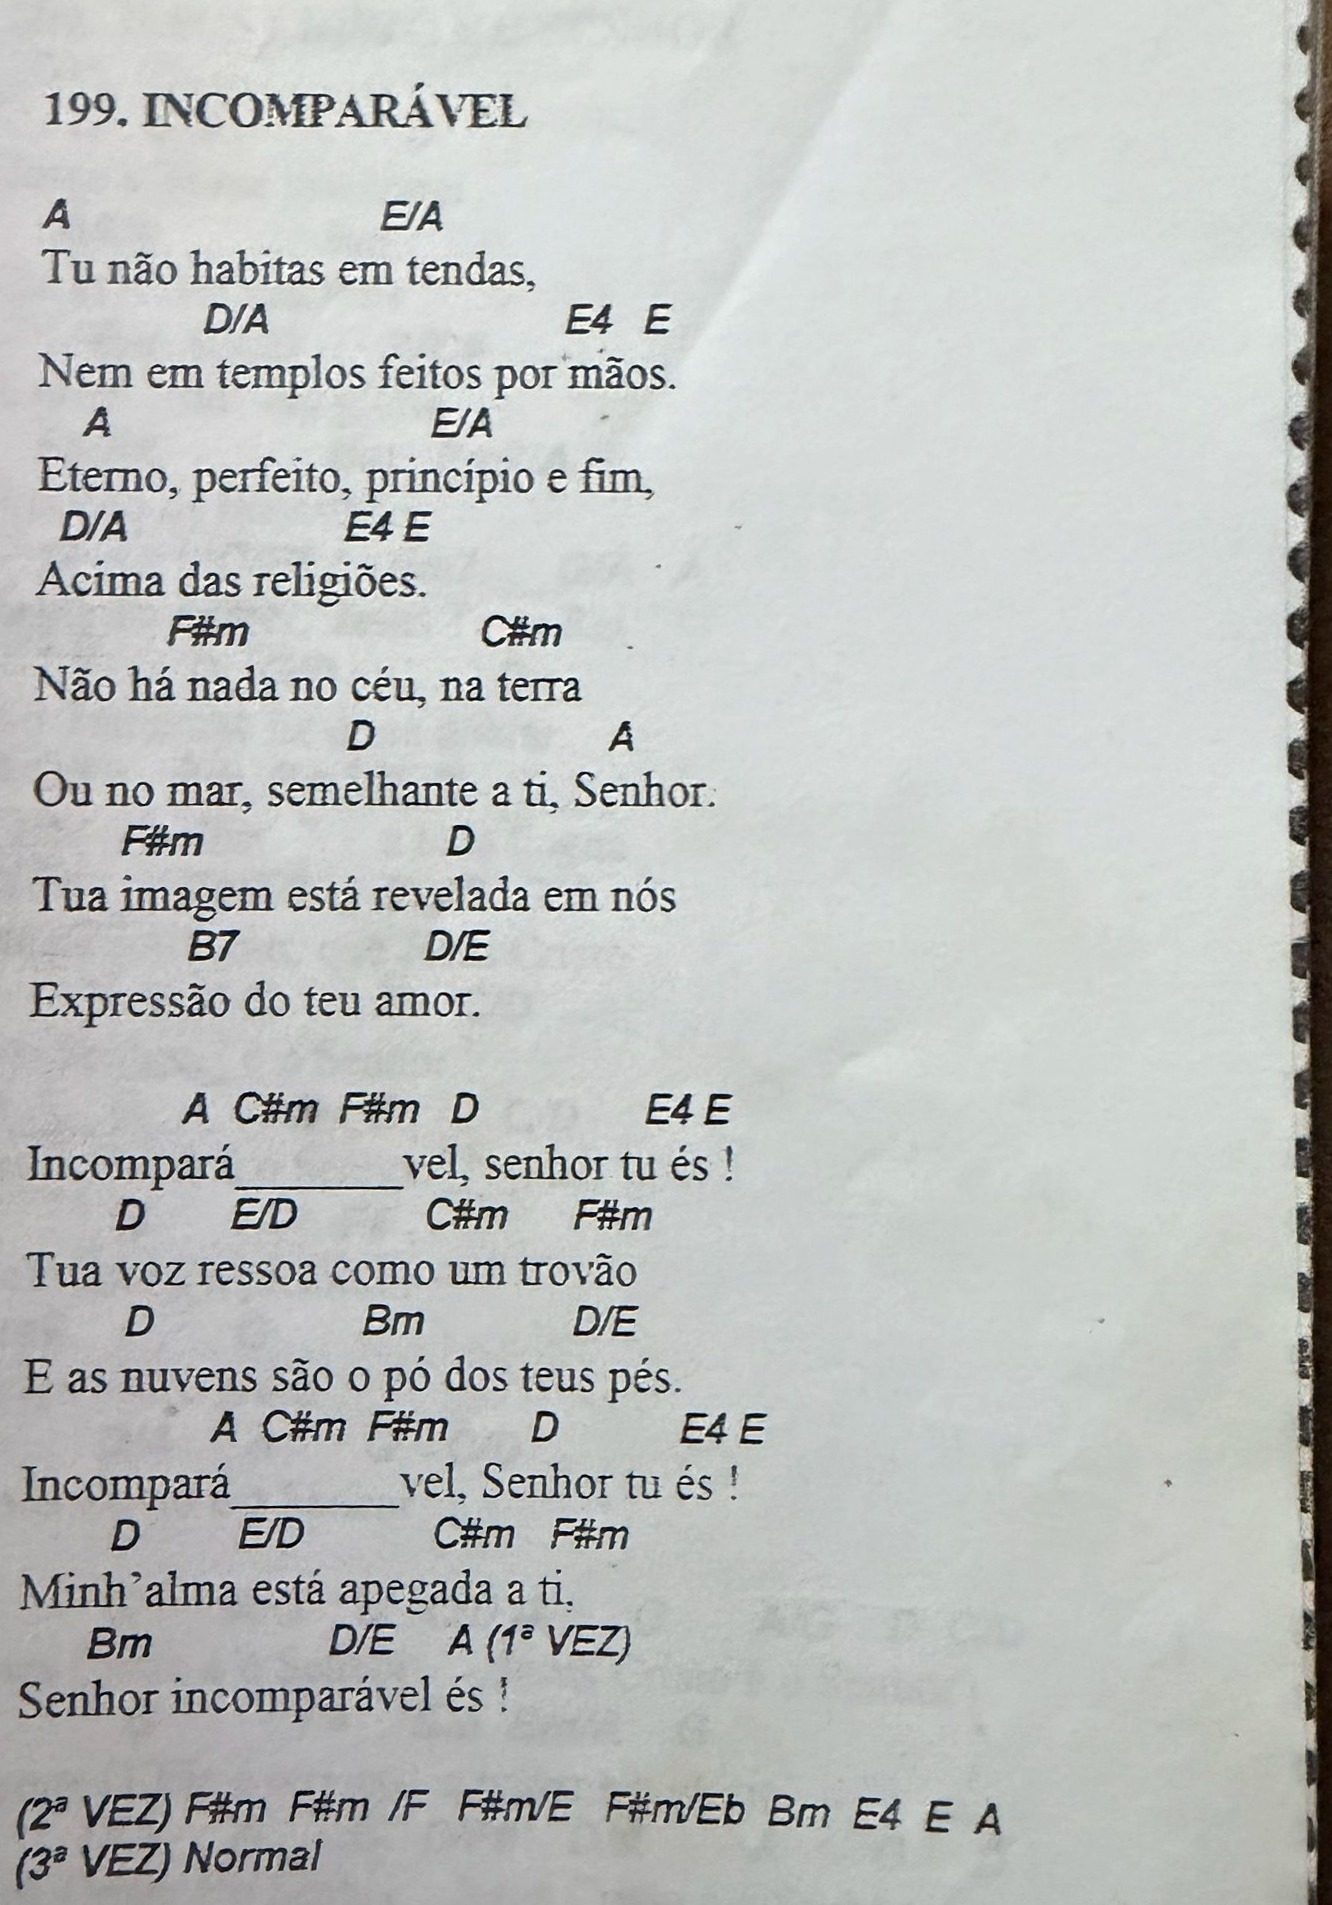 199. INCOMPARÁVEL
A E/A
Tu não habitas em tendas,
D/A E4 E
Nem em templos feitos por mãos.
A E/A
Eterno, perfeito, princípio e fim,
D/A E4 E
Acima das religiões.
F#m C#m
Não há nada no céu, na terra
D A
Ou no mar, semelhante a ti, Senhor.
F#m D
Tua imagem está revelada em nós
B7 D/E
Expressão do teu amor.
A C#m F#m D E4 E
Incompará________vel, senhor tu és !
D E/D C#m F#m
Tua voz ressoa como um trovão
D Bm D/E
E as nuvens são o pó dos teus pés.
A C#m F#m D E4 E
Incompará________vel, Senhor tu és !
D E/D C#m F#m
Minh’alma está apegada a ti,
Bm D/E A (1ª VEZ)
Senhor incomparável és !
(2ª VEZ) F#m F#m /F F#m/E F#m/Eb Bm E4 E A
(3ª VEZ) Normal